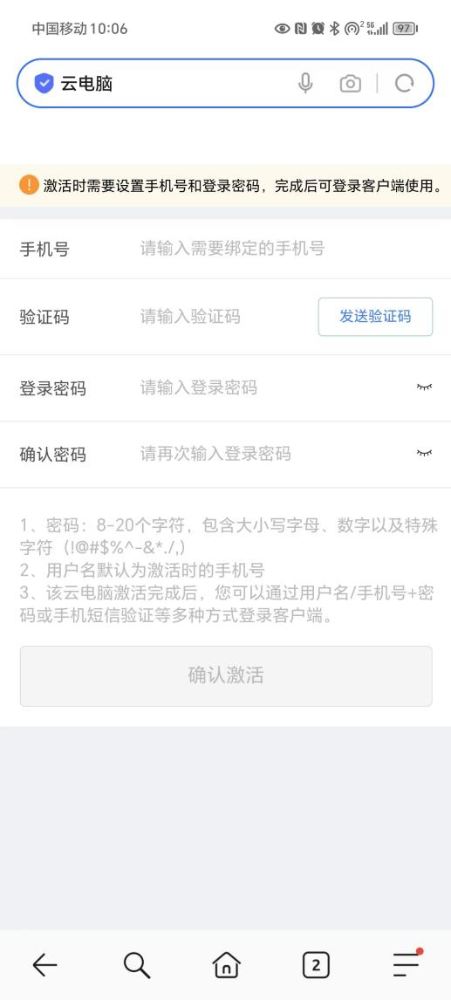 中国移动 10:06
2 5G 97
云电脑
激活时需要设置手机号和登录密码，完成后可登录客户端使用。
手机号 请输入需要绑定的手机号
验证码 请输入验证码 发送验证码
登录密码 请输入登录密码
确认密码 请再次输入登录密码
1、密码：8-20个字符，包含大小写字母、数字以及特殊
字符（!@#$%^-&*./,）
2、用户名默认为激活时的手机号
3、该云电脑激活完成后，您可以通过用户名/手机号+密
码或手机短信验证等多种方式登录客户端。
确认激活
2